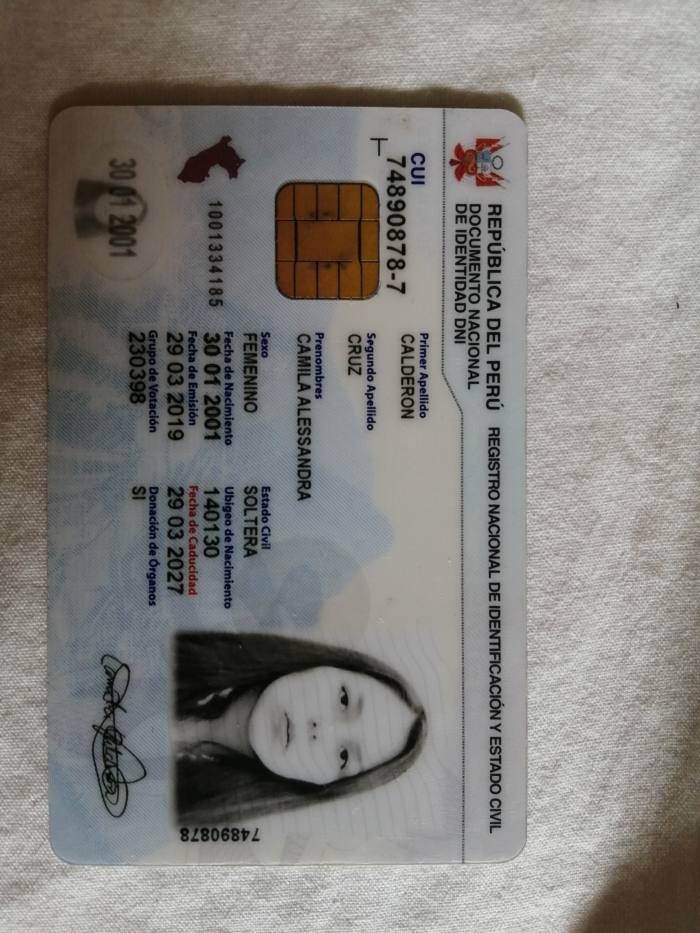 REPÚBLICA DEL PERÚ REGISTRO NACIONAL DE IDENTIFICACIÓN Y ESTADO CIVIL
DOCUMENTO NACIONAL
DE IDENTIDAD DNI
CUI
74890878-7
Primer Apellido
CALDERON
Segundo Apellido
CRUZ
Prenombres
CAMILA ALESSANDRA
Sexo Estado Civil
FEMENINO SOLTERA
Fecha de Nacimiento Ubigeo de Nacimiento
30 01 2001 140130
Fecha de Emisión Fecha de Caducidad
29 03 2019 29 03 2027
Grupo de Votación Donación de Órganos
230398 SI
1001334185
30 01 2001
74890878